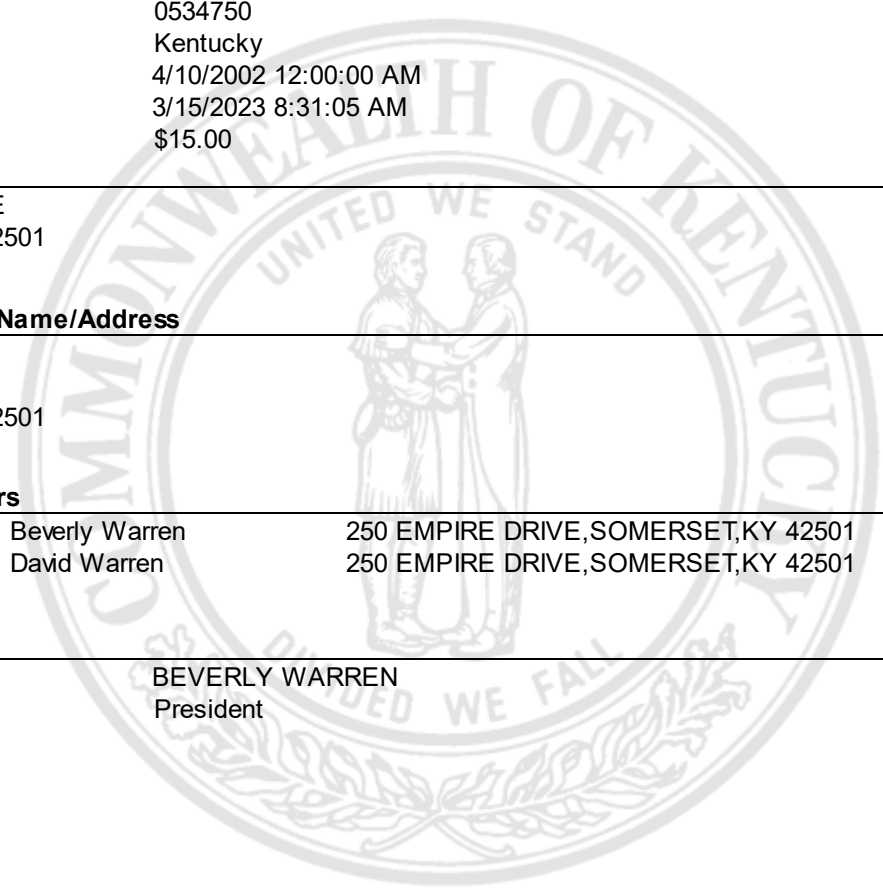 0534750
Kentucky
4/10/2002 12:00:00 AM
3/15/2023 8:31:05 AM
$15.00
E
2501
Name/Address
2501
rs
Beverly Warren 250 EMPIRE DRIVE,SOMERSET,KY 42501
David Warren 250 EMPIRE DRIVE,SOMERSET,KY 42501
BEVERLY WARREN
President
COMMONWEALTH OF KENTUCKY
UNITED WE STAND
DIVIDED WE FALL